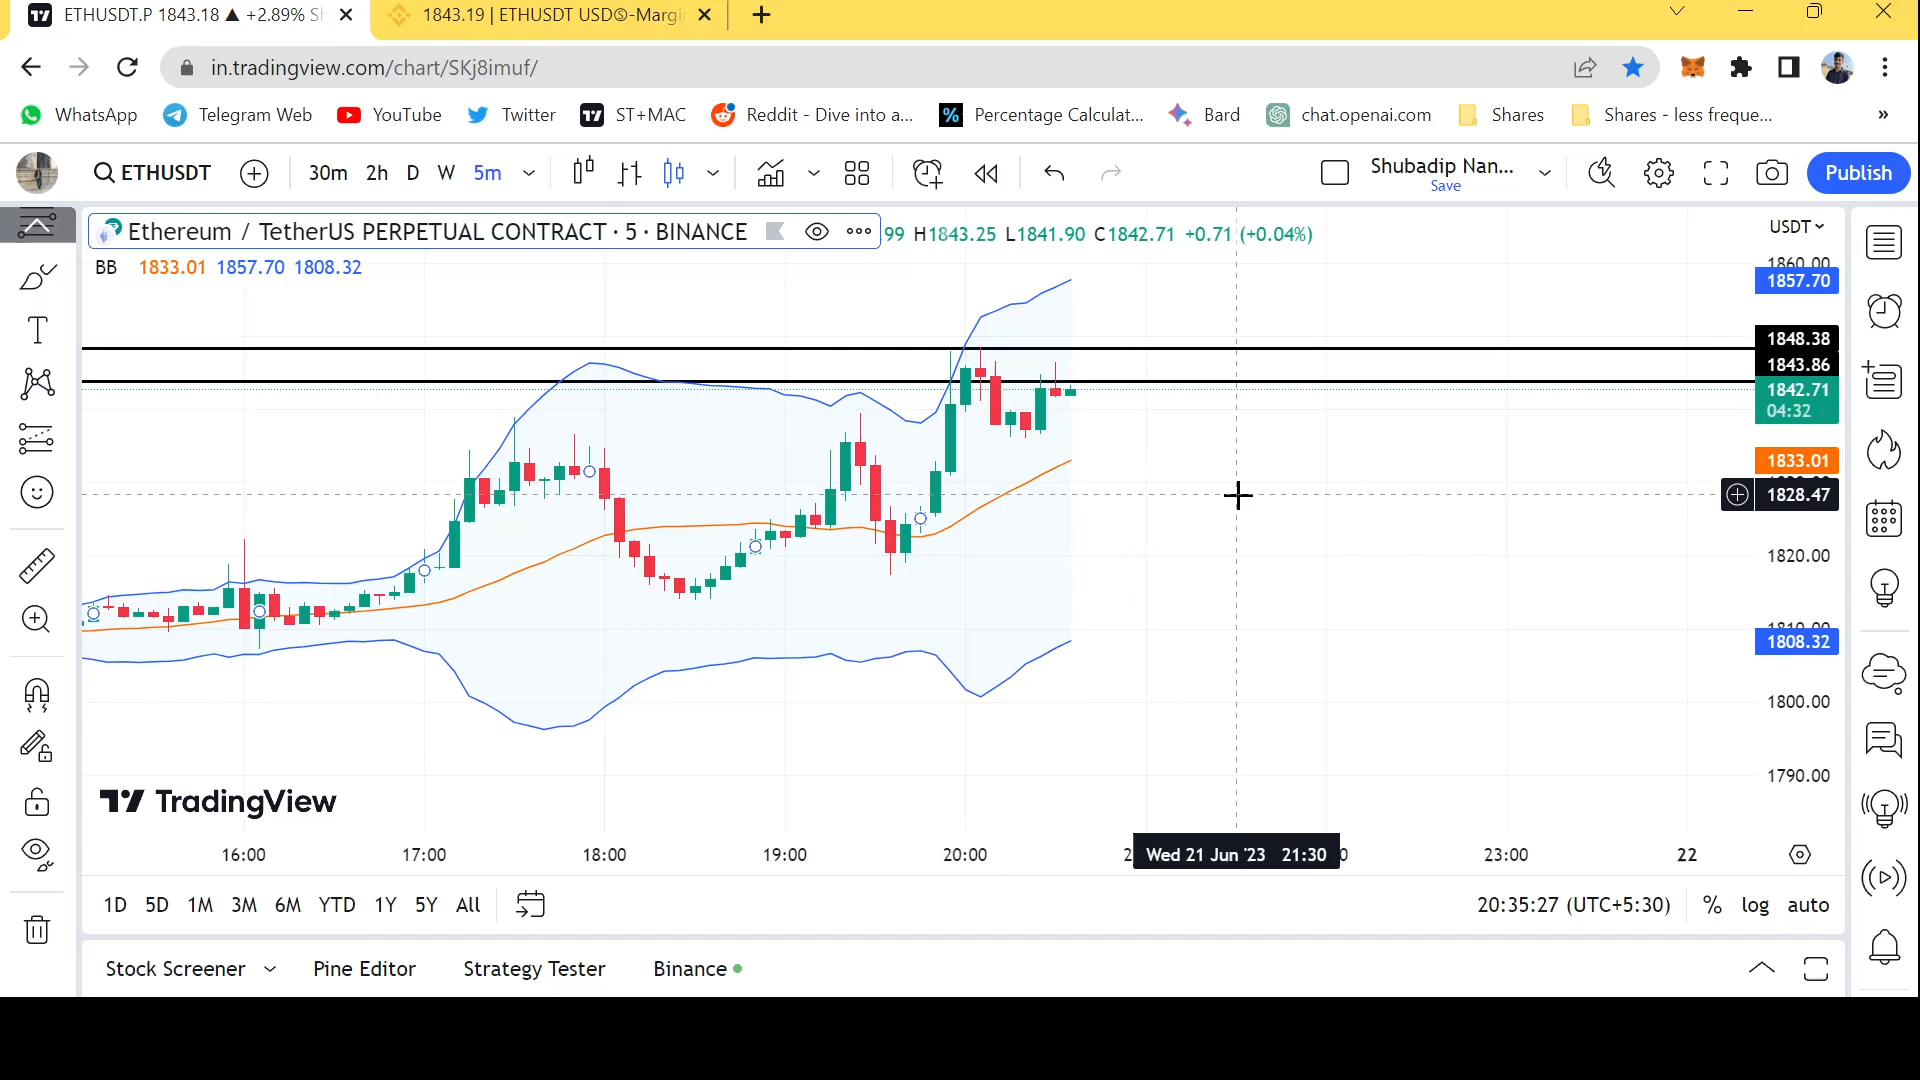 ETHUSDT.P 1843.18 ▲ +2.89%
1843.19 | ETHUSDT USDⓈ-Margi
in.tradingview.com/chart/SKj8imuf/
WhatsApp Telegram Web YouTube Twitter ST+MAC Reddit - Dive into a... Percentage Calculat... Bard chat.openai.com Shares Shares - less freque... »
ETHUSDT 30m 2h D W 5m Shubadip Nan... Publish
Save
Ethereum / TetherUS PERPETUAL CONTRACT · 5 · BINANCE 99 H1843.25 L1841.90 C1842.71 +0.71 (+0.04%) USDT
BB 1833.01 1857.70 1808.32
1860.00
1857.70
1848.38
1843.86
1842.71
04:32
1833.01
1828.47
1820.00
1810.00
1808.32
1800.00
1790.00
TradingView
16:00 17:00 18:00 19:00 20:00 Wed 21 Jun '23 21:30 23:00 22
1D 5D 1M 3M 6M YTD 1Y 5Y All 20:35:27 (UTC+5:30) % log auto
Stock Screener Pine Editor Strategy Tester Binance